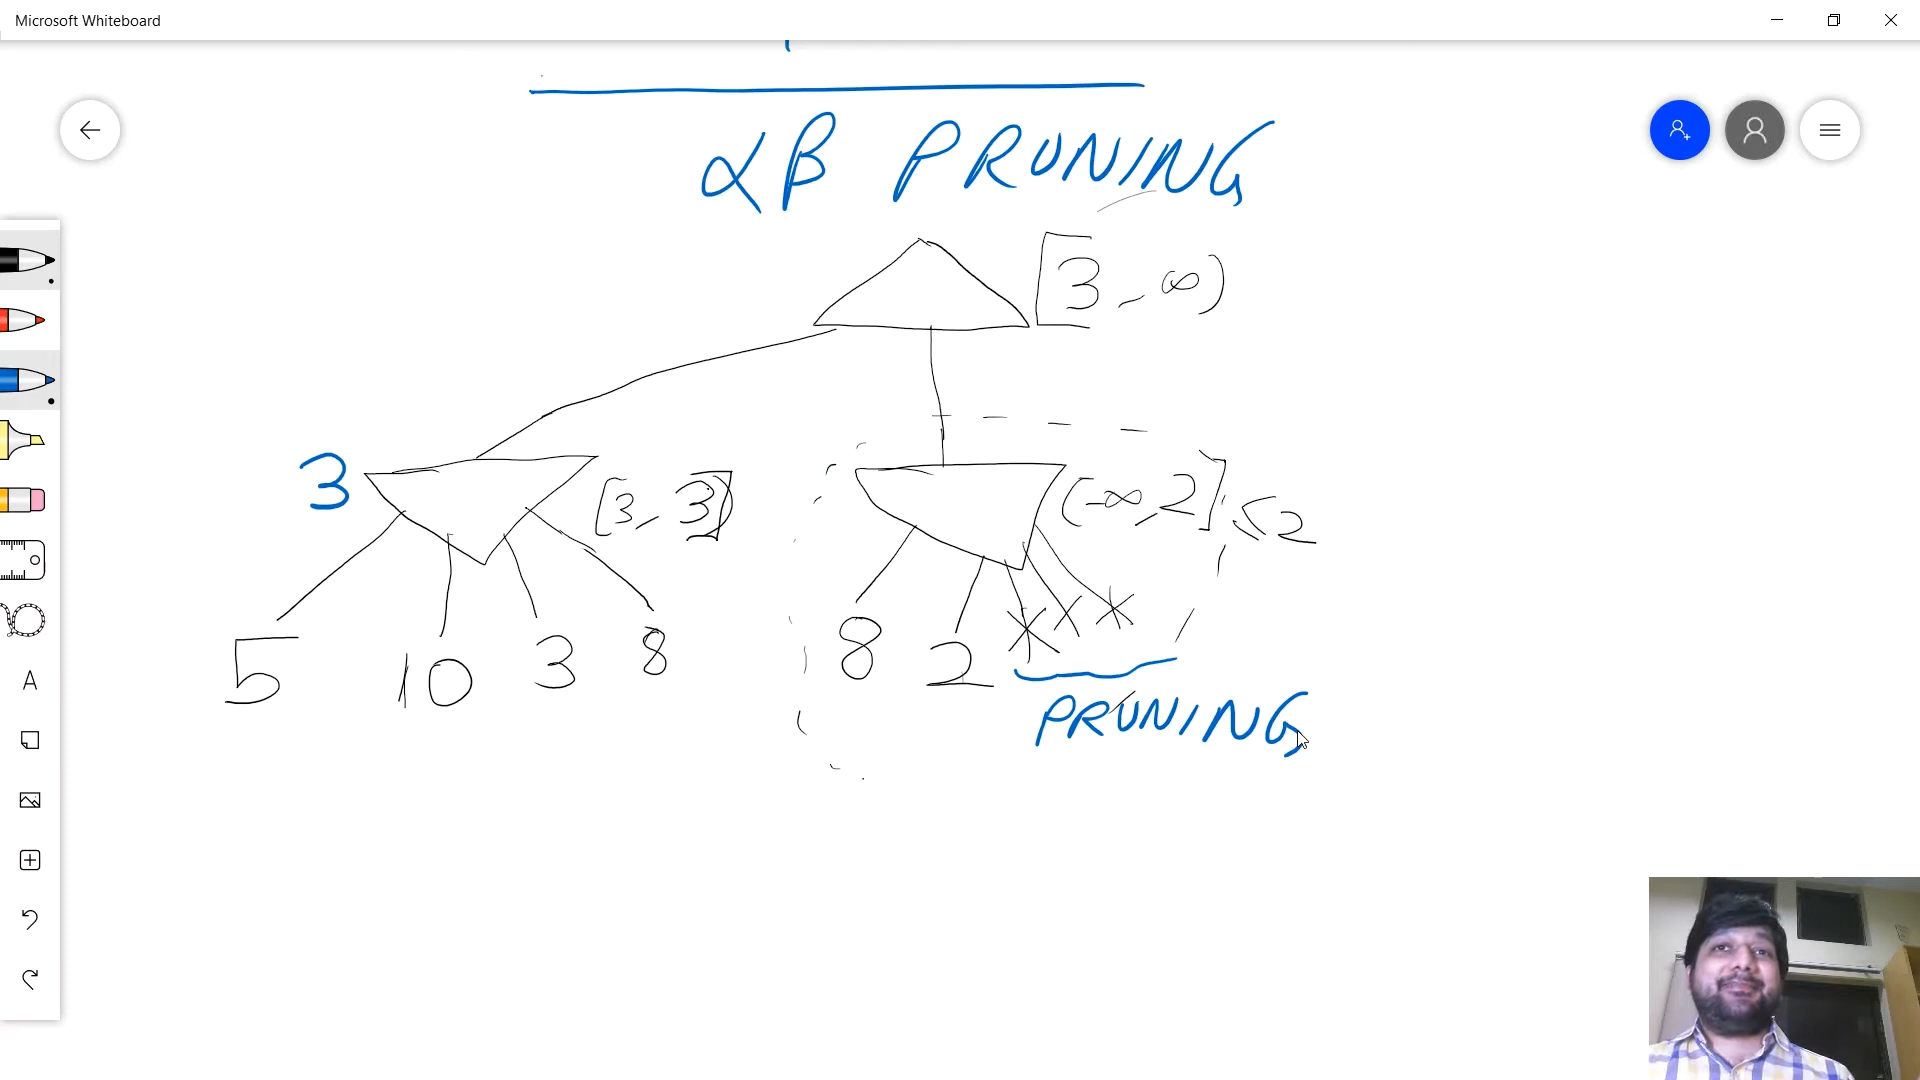 Microsoft Whiteboard
αβ PRUNING
[3, ∞)
3
[3, 3]
(-∞, 2]
≤2
5 10 3 8
8 2 X X X
PRUNING
A